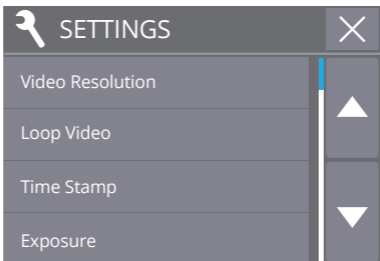 SETTINGS
Video Resolution
Loop Video
Time Stamp
Exposure